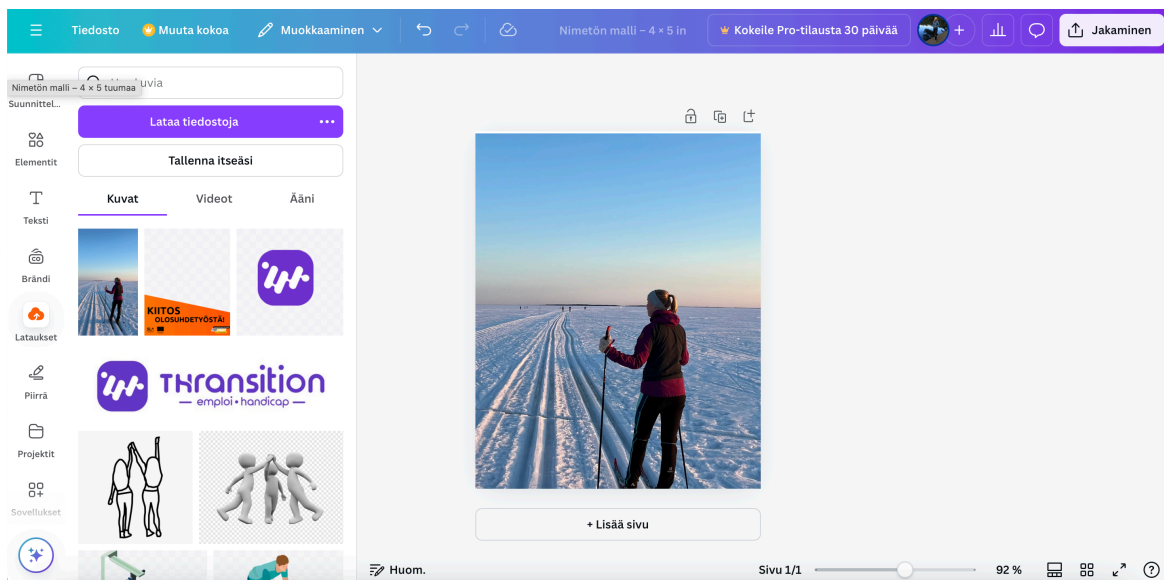 Tiedosto
Muuta kokoa
Muokkaaminen
Nimetön malli – 4 × 5 in
Kokeile Pro-tilausta 30 päivää
+
Jakaminen
uvia
Nimetön malli – 4 × 5 tuumaa
Suunnittel...
Lataa tiedostoja
Elementit
Tallenna itseäsi
Teksti
Kuvat
Videot
Ääni
Brändi
KIITOS
OLOSUHDETYÖSTÄ!
Lataukset
THransition
emploi • handicap
Piirrä
Projektit
Sovellukset
+ Lisää sivu
Huom.
Sivu 1/1
92 %
?